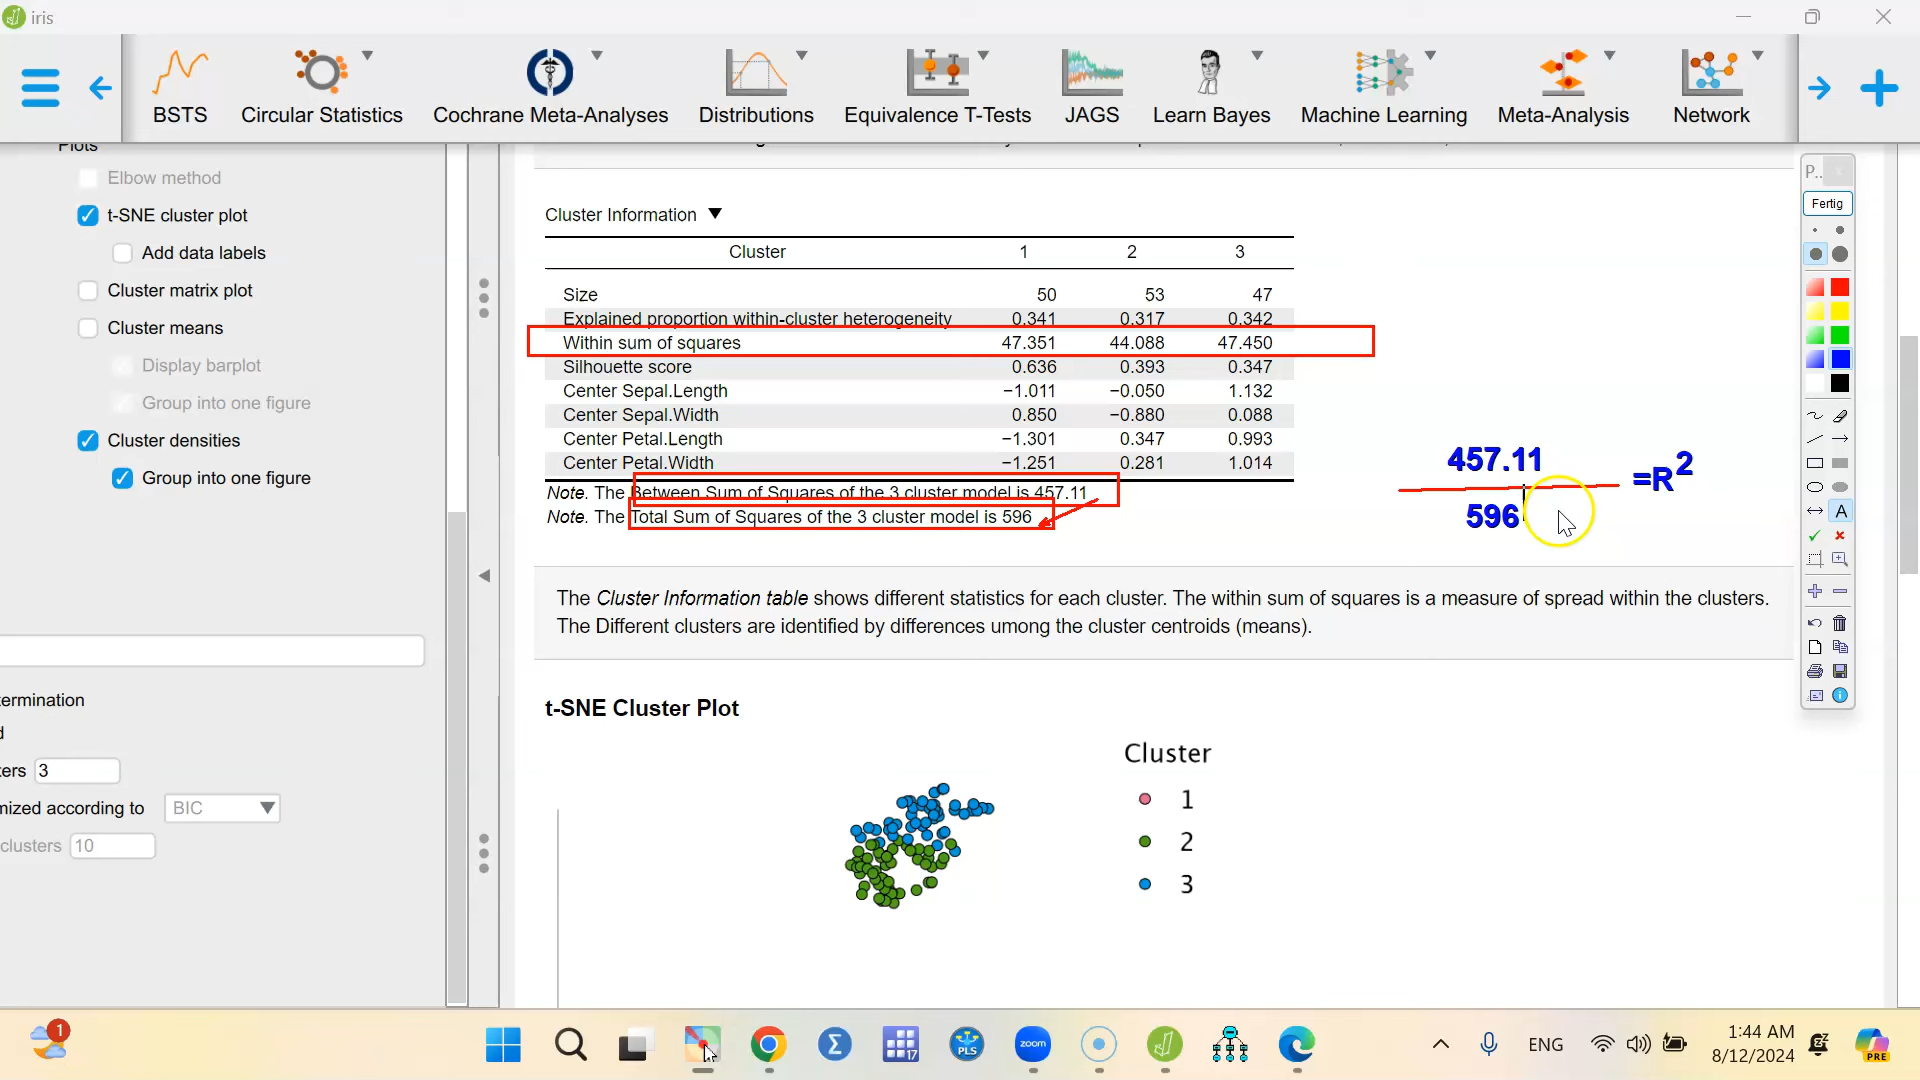 iris
BSTS
Circular Statistics
Cochrane Meta-Analyses
Distributions
Equivalence T-Tests
JAGS
Learn Bayes
Machine Learning
Meta-Analysis
Network
Plots
Elbow method
t-SNE cluster plot
Add data labels
Cluster matrix plot
Cluster means
Display barplot
Group into one figure
Cluster densities
Group into one figure
ermination
d
ers 3
mized according to BIC
clusters 10
Cluster Information
Cluster 1 2 3
Size 50 53 47
Explained proportion within-cluster heterogeneity 0.341 0.317 0.342
Within sum of squares 47.351 44.088 47.450
Silhouette score 0.636 0.393 0.347
Center Sepal.Length −1.011 −0.050 1.132
Center Sepal.Width 0.850 −0.880 0.088
Center Petal.Length −1.301 0.347 0.993
Center Petal.Width −1.251 0.281 1.014
Note. The Between Sum of Squares of the 3 cluster model is 457.11
Note. The Total Sum of Squares of the 3 cluster model is 596
457.11
596
=R2
The Cluster Information table shows different statistics for each cluster. The within sum of squares is a measure of spread within the clusters.
The Different clusters are identified by differences umong the cluster centroids (means).
t-SNE Cluster Plot
Cluster
1
2
3
P..
Fertig
A
1
17
PLS
zoom
ENG
1:44 AM
8/12/2024
PRE